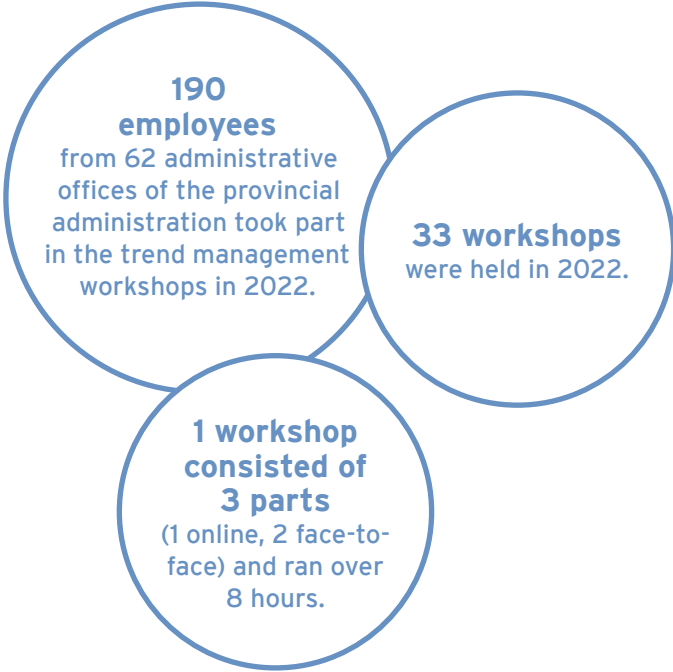 190
employees
from 62 administrative
offices of the provincial
administration took part
in the trend management
workshops in 2022.
33 workshops
were held in 2022.
1 workshop
consisted of
3 parts
(1 online, 2 face-to-
face) and ran over
8 hours.